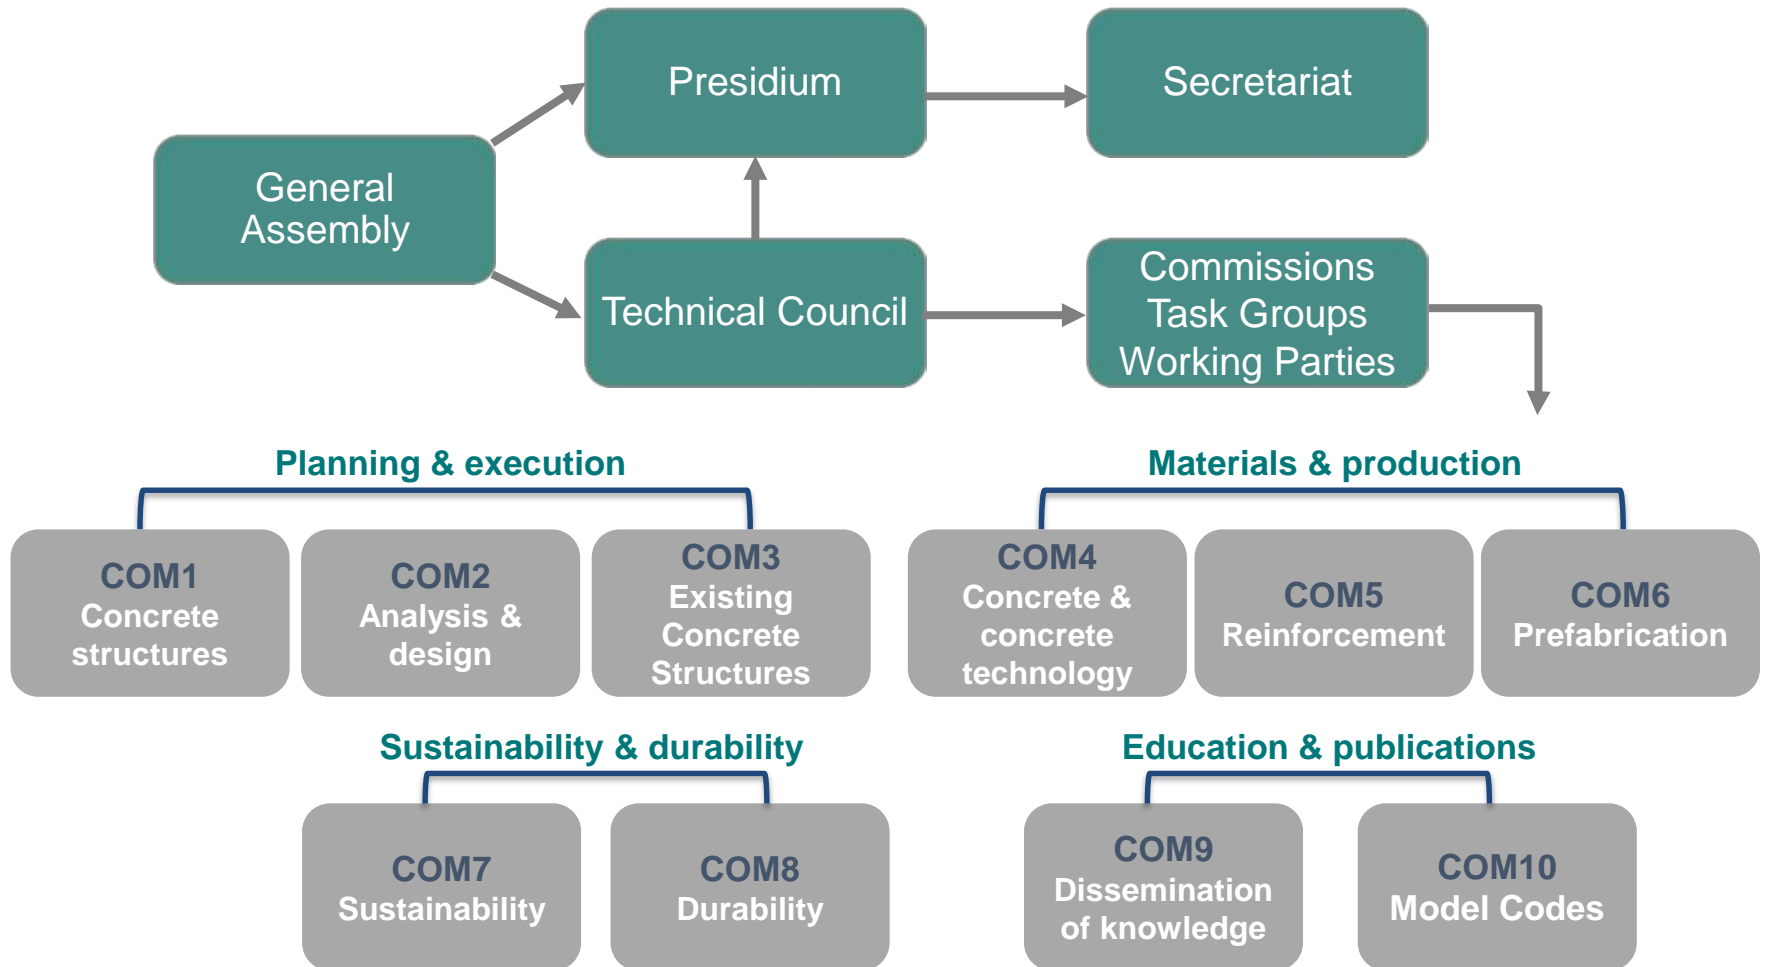 Presidium
Secretariat
General
Assembly
Technical Council
Commissions
Task Groups
Working Parties
Planning & execution
Materials & production
COM1
Concrete
structures
COM2
Analysis &
design
COM3
Existing
Concrete
Structures
COM4
Concrete &
concrete
technology
COM5
Reinforcement
COM6
Prefabrication
Sustainability & durability
Education & publications
COM7
Sustainability
COM8
Durability
COM9
Dissemination
of knowledge
COM10
Model Codes